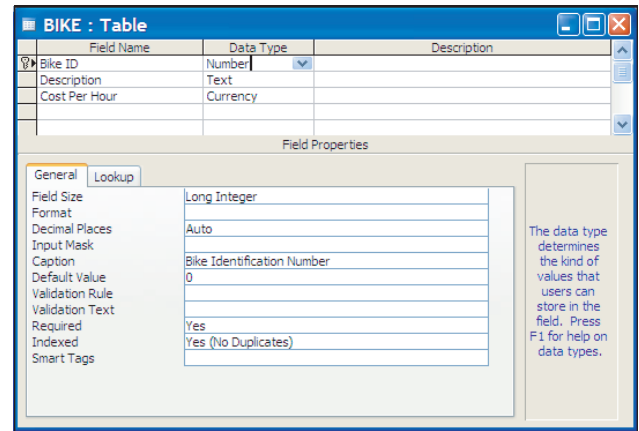 BIKE : Table
Field Name Data Type Description
Bike ID Number
Description Text
Cost Per Hour Currency
Field Properties
General Lookup
Field Size Long Integer
Format
Decimal Places Auto
Input Mask
Caption Bike Identification Number
Default Value 0
Validation Rule
Validation Text
Required Yes
Indexed Yes (No Duplicates)
Smart Tags
The data type
determines
the kind of
values that
users can
store in the
field. Press
F1 for help on
data types.